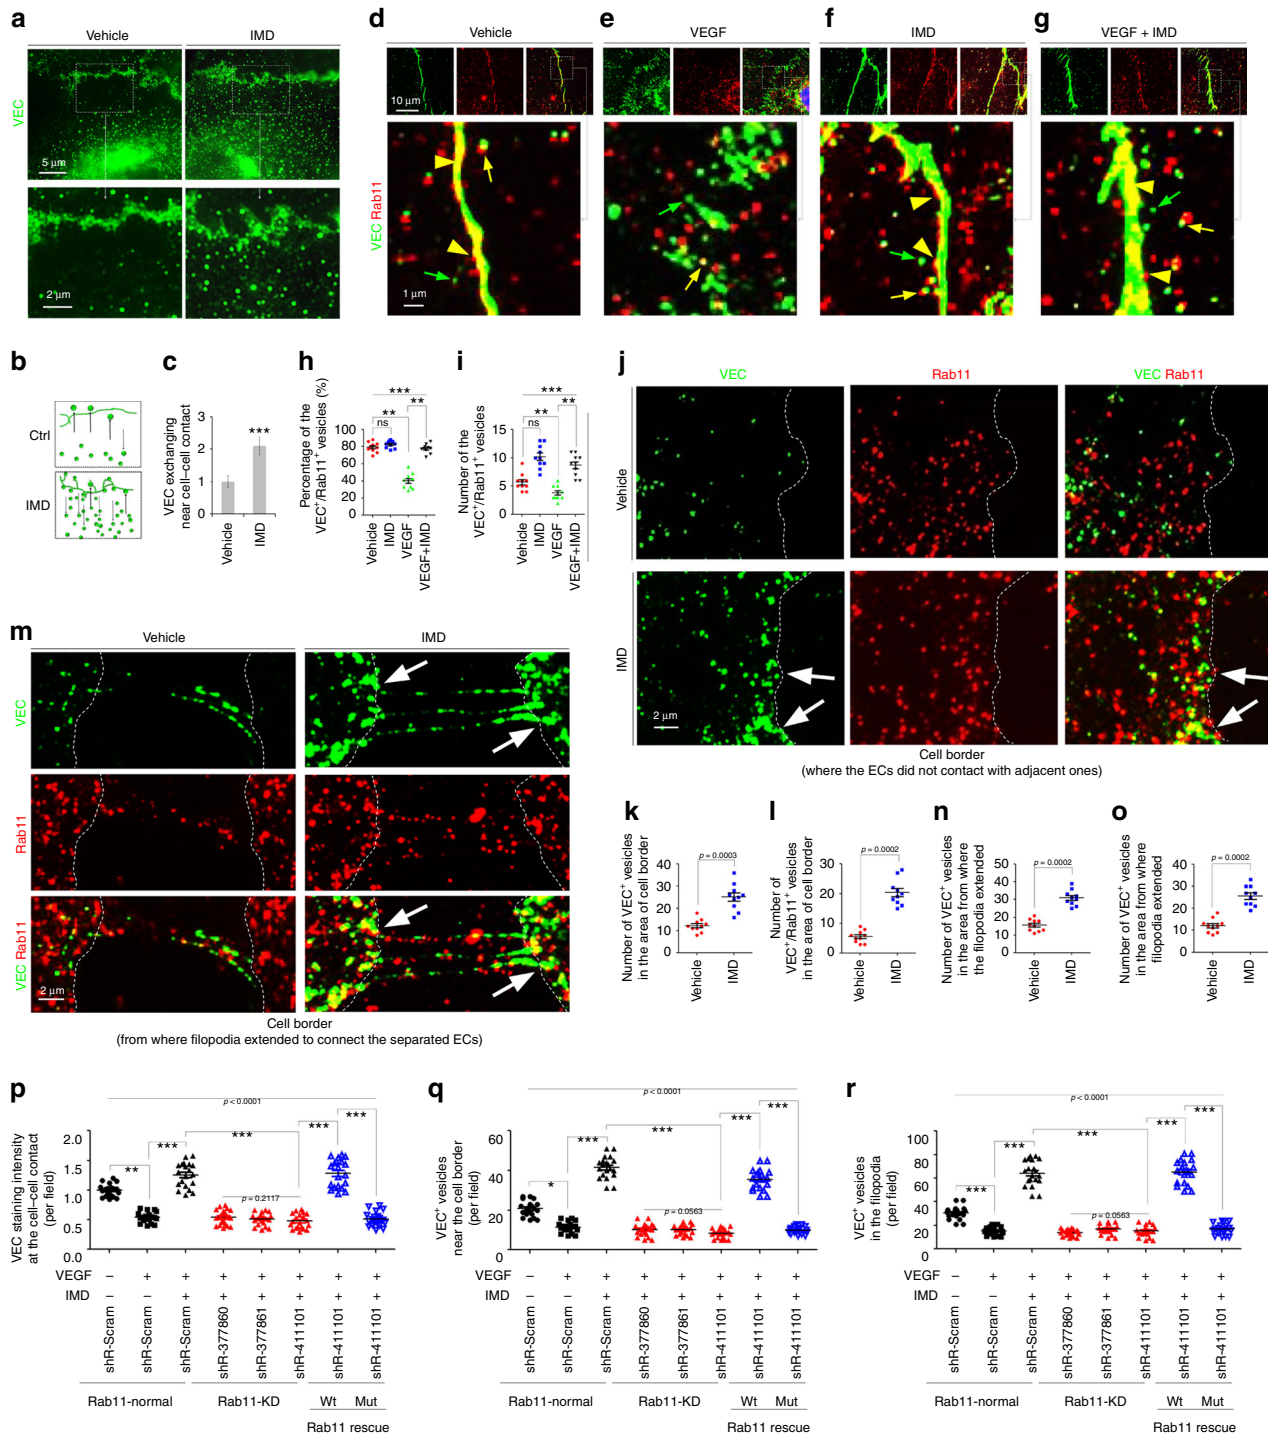 a
Vehicle
IMD
VEC
5 μm
2 μm
d
Vehicle
e
VEGF
f
IMD
g
VEGF + IMD
10 μm
VEC Rab11
1 μm
b
Ctrl
IMD
c
VEC exchanging
near cell–cell contact
3
2
1
0
***
Vehicle
IMD
h
Percentage of the
VEC+/Rab11+ vesicles (%)
***
**
**
ns
100
80
60
40
20
0
Vehicle
IMD
VEGF
VEGF+IMD
i
Number of the
VEC+/Rab11+ vesicles
***
**
**
ns
15
10
5
0
Vehicle
IMD
VEGF
VEGF+IMD
j
VEC
Rab11
VEC Rab11
Vehicle
IMD
2 μm
Cell border
(where the ECs did not contact with adjacent ones)
m
Vehicle
IMD
VEC
Rab11
VEC Rab11
2 μm
Cell border
(from where filopodia extended to connect the separated ECs)
k
Number of VEC+ vesicles
in the area of cell border
p = 0.0003
40
30
20
10
0
Vehicle
IMD
l
Number of
VEC+/Rab11+ vesicles
in the area of cell border
p = 0.0002
30
20
10
0
Vehicle
IMD
n
Number of VEC+ vesicles
in the area from where
the filopodia extended
p = 0.0002
50
40
30
20
10
0
Vehicle
IMD
o
Number of VEC+ vesicles
in the area from where
filopodia extended
p = 0.0002
40
30
20
10
0
Vehicle
IMD
p
VEC staining intensity
at the cell–cell contact
(per field)
p < 0.0001
**
***
***
***
***
p = 0.2117
2.0
1.5
1.0
0.5
0.0
VEGF − + + + + + + +
IMD − − + + + + + +
shR-Scram
shR-Scram
shR-Scram
shR-377860
shR-377861
shR-411101
shR-411101
shR-411101
Rab11-normal
Rab11-KD
Wt
Mut
Rab11 rescue
q
VEC+ vesicles
near the cell border
(per field)
p < 0.0001
*
***
***
***
***
p = 0.0563
60
40
20
0
VEGF − + + + + + + +
IMD − − + + + + + +
shR-Scram
shR-Scram
shR-Scram
shR-377860
shR-377861
shR-411101
shR-411101
shR-411101
Rab11-normal
Rab11-KD
Wt
Mut
Rab11 rescue
r
VEC+ vesicles
in the filopodia
(per field)
p < 0.0001
***
***
***
***
***
p = 0.0563
100
80
60
40
20
0
VEGF − + + + + + + +
IMD − − + + + + + +
shR-Scram
shR-Scram
shR-Scram
shR-377860
shR-377861
shR-411101
shR-411101
shR-411101
Rab11-normal
Rab11-KD
Wt
Mut
Rab11 rescue